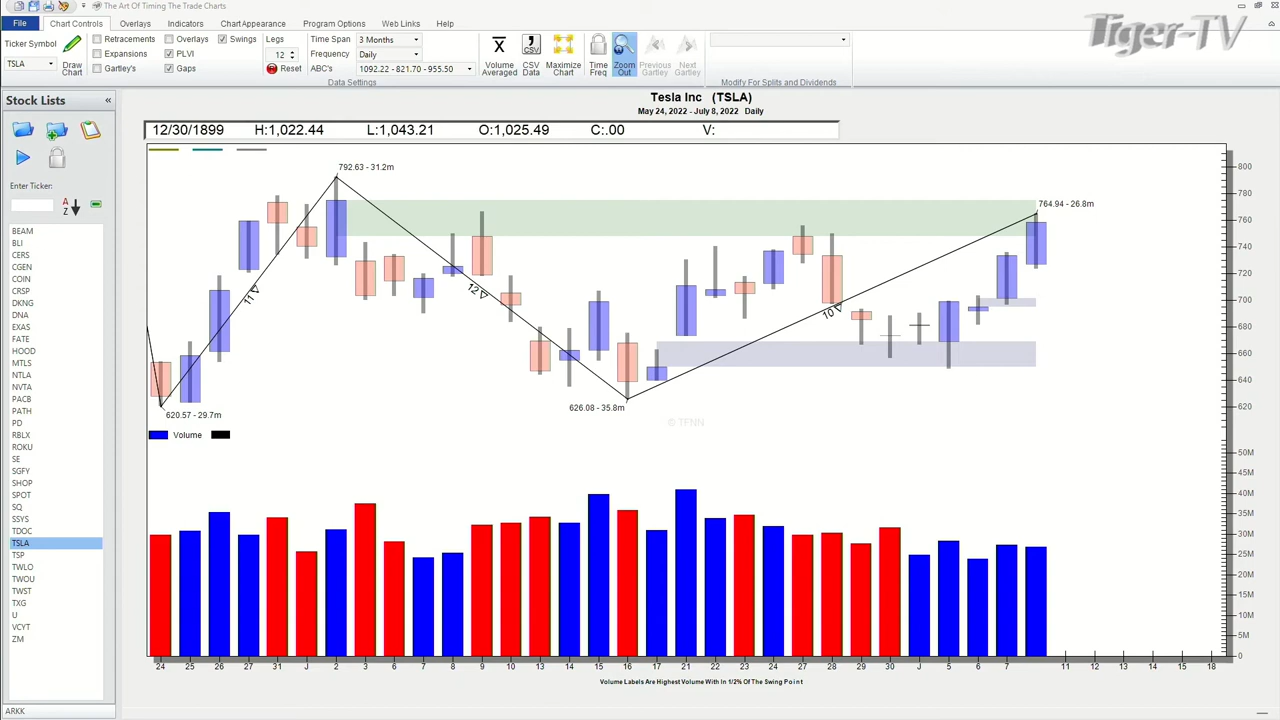 The Art Of Timing The Trade Charts
Tiger-TV
File Chart Controls Overlays Indicators Chart Appearance Program Options Web Links Help
Ticker Symbol
TSLA
Draw Chart
Retracements Overlays Swings
Expansions PLVI
Gartley's Gaps
Legs
12
Reset
Time Span 3 Months
Frequency Daily
ABC's 1092.22 - 821.70 - 955.50
Data Settings
Volume Averaged
CSV Data
Maximize Chart
Time Freq
Zoom Out
Previous Gartley
Next Gartley
Modify For Splits and Dividends
Stock Lists «
Enter Ticker:
A
Z
BEAM
BLI
CERS
CGEN
COIN
CRSP
DKNG
DNA
EXAS
FATE
HOOD
MTLS
NTLA
NVTA
PACB
PATH
PD
RBLX
ROKU
SE
SGFY
SHOP
SPOT
SQ
SSYS
TDOC
TSLA
TSP
TWLO
TWOU
TWST
TXG
U
VCYT
ZM
ARKK
Tesla Inc (TSLA)
May 24, 2022 - July 8, 2022 Daily
12/30/1899 H:1,022.44 L:1,043.21 O:1,025.49 C:.00 V:
792.63 - 31.2m
764.94 - 26.8m
11
12
10
620.57 - 29.7m
626.08 - 35.8m
© TFNN
Volume
800
780
760
740
720
700
680
660
640
620
50M
45M
40M
35M
30M
25M
20M
15M
10M
5M
0
24 25 26 27 31 J 2 3 6 7 8 9 10 13 14 15 16 17 21 22 23 24 27 28 29 30 J 5 6 7 11 12 13 14 15 18
Volume Labels Are Highest Volume With In 1/2% Of The Swing Point